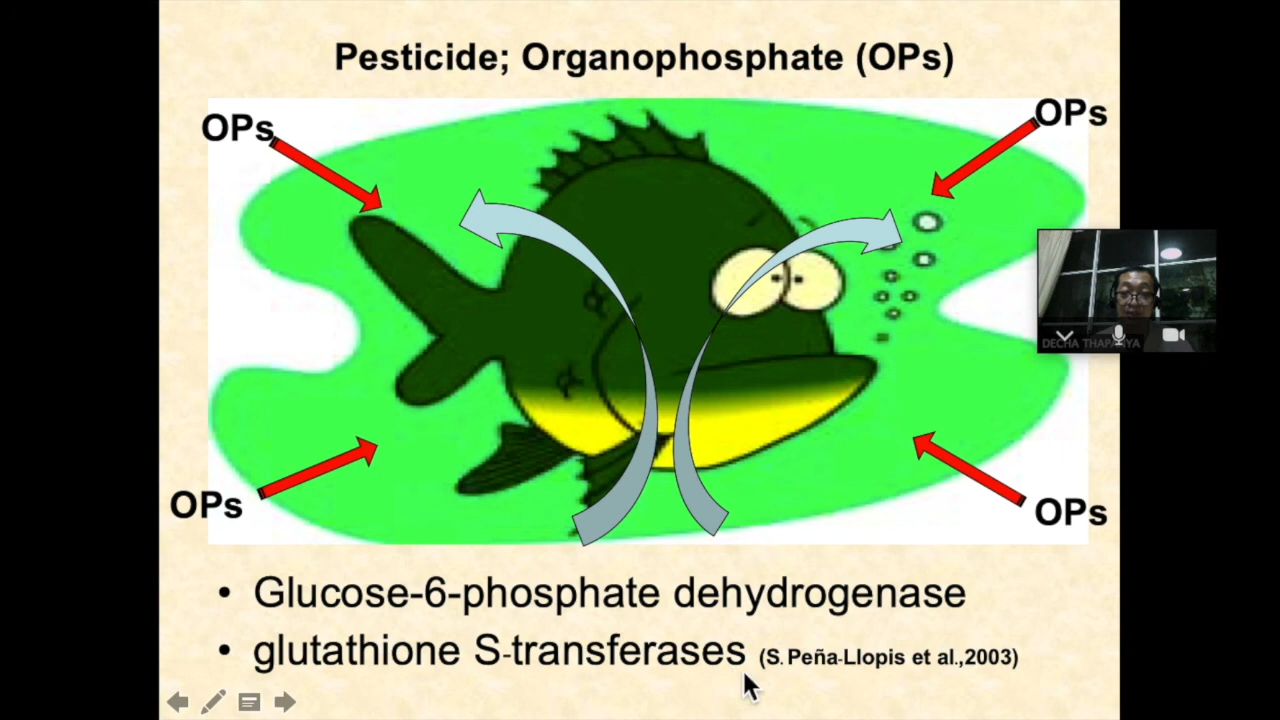 Pesticide; Organophosphate (OPs)
OPs
OPs
DECHA THAPANYA
OPs
OPs
• Glucose-6-phosphate dehydrogenase
• glutathione S-transferases (S. Peña-Llopis et al.,2003)